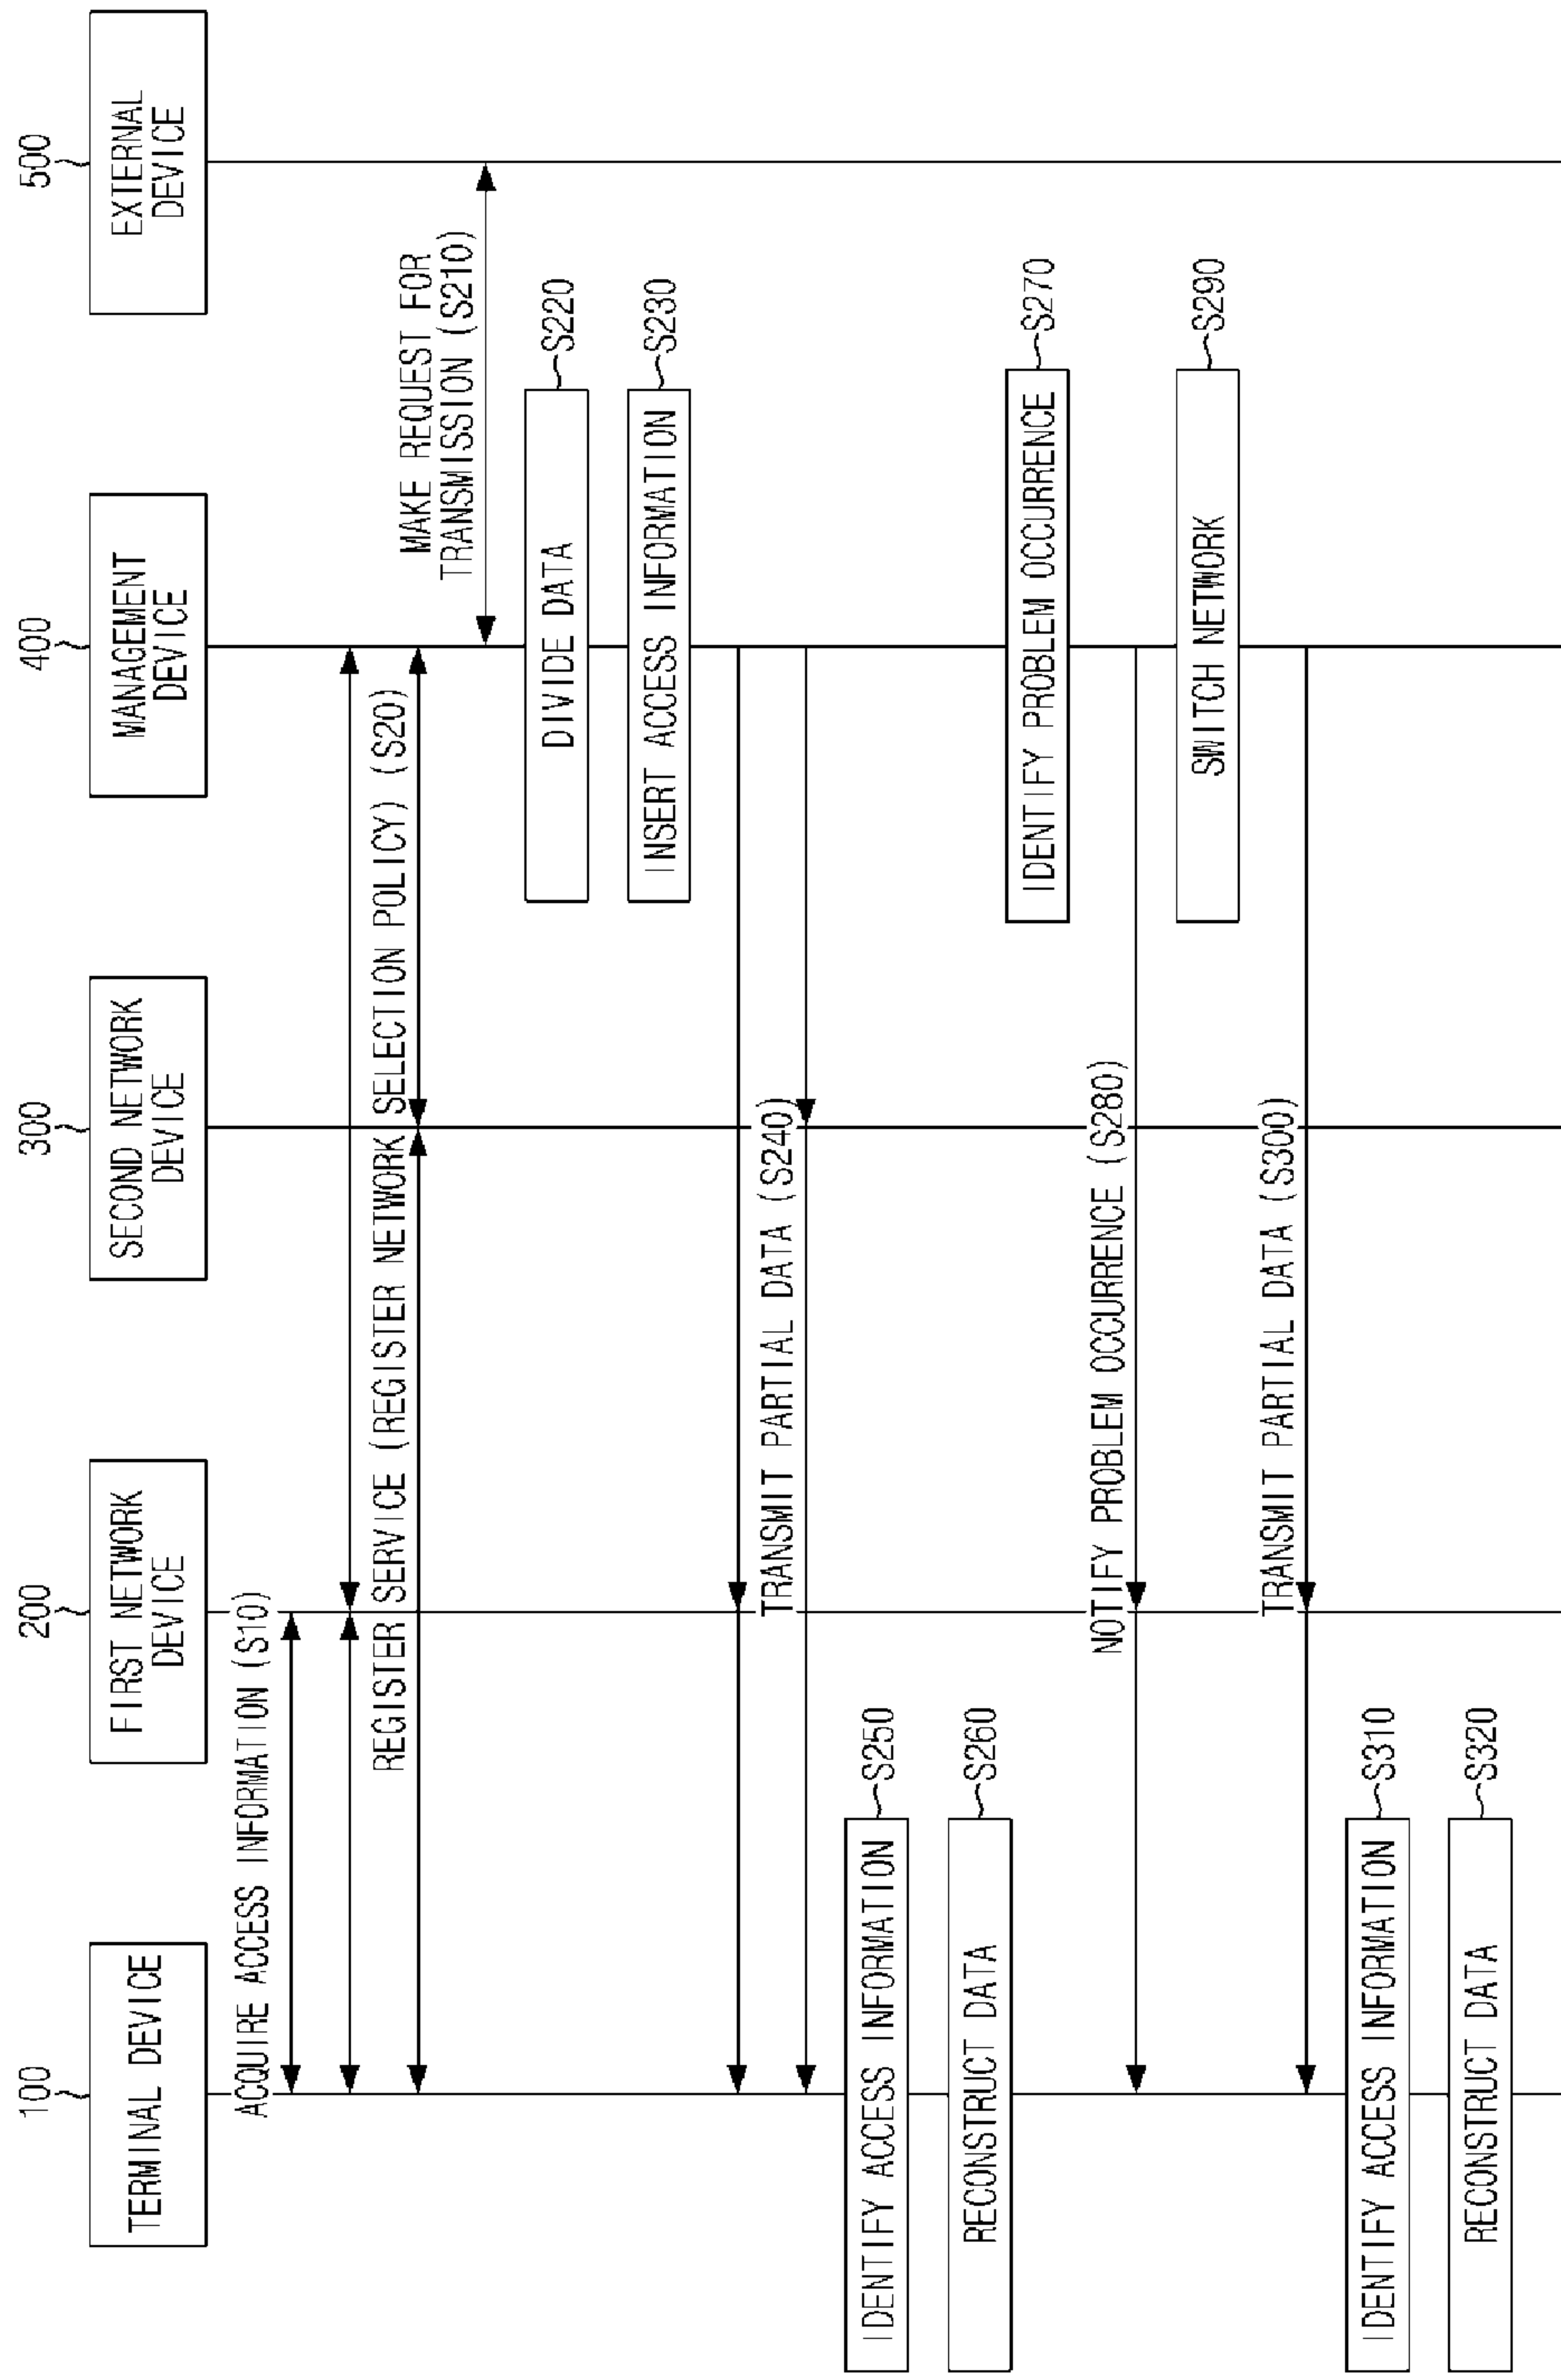 100
200
300
400
500
TERMINAL DEVICE
FIRST NETWORK
DEVICE
SECOND NETWORK
DEVICE
MANAGEMENT
DEVICE
EXTERNAL
DEVICE
ACQUIRE ACCESS INFORMATION (S10)
REGISTER SERVICE (REGISTER NETWORK SELECTION POLICY) (S20)
MAKE REQUEST FOR
TRANSMISSION (S210)
DIVIDE DATA
S220
INSERT ACCESS INFORMATION
S230
TRANSMIT PARTIAL DATA (S240)
IDENTIFY ACCESS INFORMATION
S250
RECONSTRUCT DATA
S260
IDENTIFY PROBLEM OCCURRENCE
S270
NOTIFY PROBLEM OCCURRENCE (S280)
SWITCH NETWORK
S290
TRANSMIT PARTIAL DATA (S300)
IDENTIFY ACCESS INFORMATION
S310
RECONSTRUCT DATA
S320